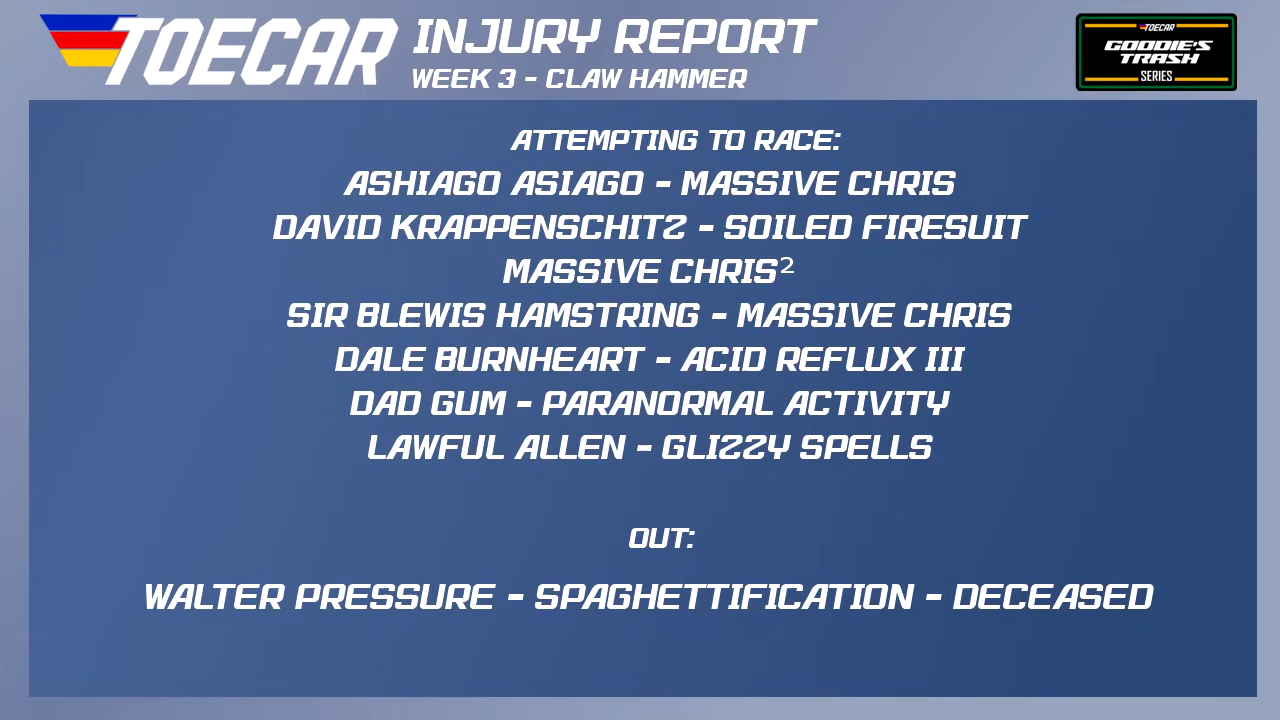 TOECAR INJURY REPORT
WEEK 3 - CLAW HAMMER
TOECAR
GOODIE'S
TRASH
SERIES
ATTEMPTING TO RACE:
ASHIAGO ASIAGO - MASSIVE CHRIS
DAVID KRAPPENSCHITZ - SOILED FIRESUIT
MASSIVE CHRIS²
SIR BLEWIS HAMSTRING - MASSIVE CHRIS
DALE BURNHEART - ACID REFLUX III
DAD GUM - PARANORMAL ACTIVITY
LAWFUL ALLEN - GLIZZY SPELLS
OUT:
WALTER PRESSURE - SPAGHETTIFICATION - DECEASED